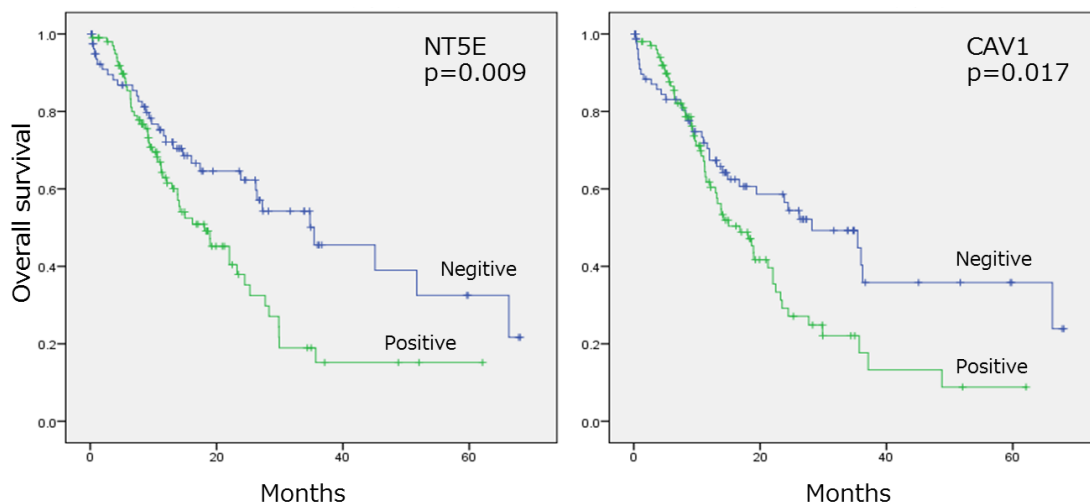 Overall survival
1.0
0.8
0.6
0.4
0.2
0.0
NT5E
p=0.009
Negitive
Positive
0 20 40 60
Months
1.0
0.8
0.6
0.4
0.2
0.0
CAV1
p=0.017
Negitive
Positive
0 20 40 60
Months